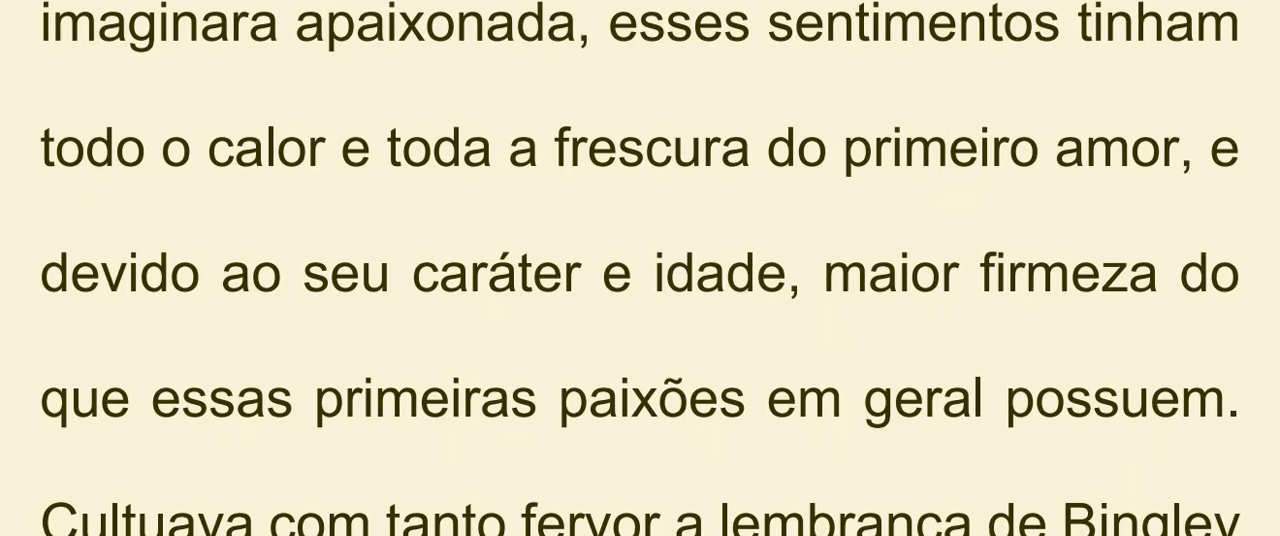 imaginara apaixonada, esses sentimentos tinham
todo o calor e toda a frescura do primeiro amor, e
devido ao seu caráter e idade, maior firmeza do
que essas primeiras paixões em geral possuem.
Cultuava com tanto fervor a lembrança de Bingley